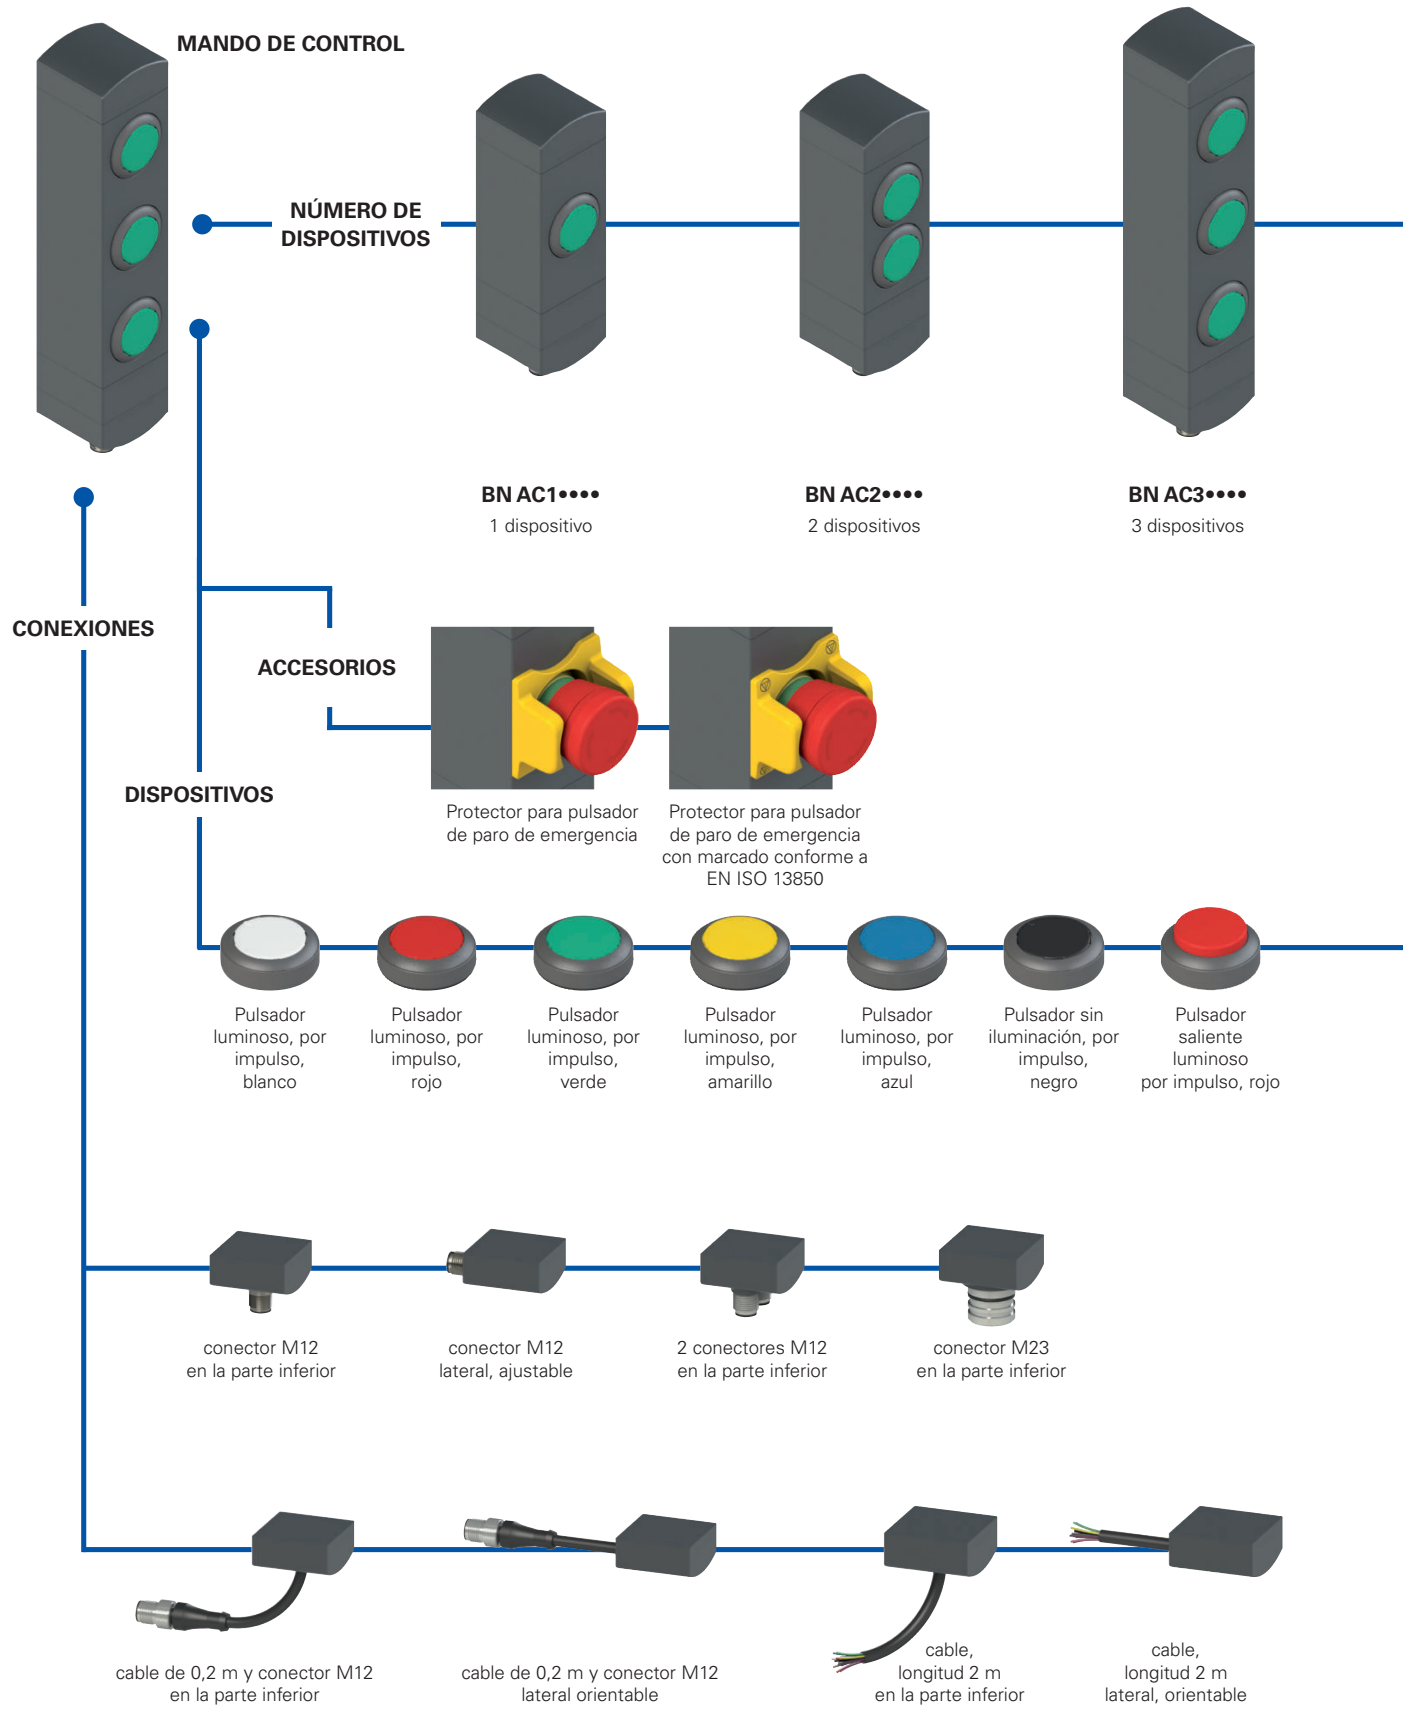 MANDO DE CONTROL
NÚMERO DE
DISPOSITIVOS
BN AC1••••
1 dispositivo
BN AC2••••
2 dispositivos
BN AC3••••
3 dispositivos
CONEXIONES
ACCESORIOS
DISPOSITIVOS
Protector para pulsador
de paro de emergencia
Protector para pulsador
de paro de emergencia
con marcado conforme a
EN ISO 13850
Pulsador
luminoso, por
impulso,
blanco
Pulsador
luminoso, por
impulso,
rojo
Pulsador
luminoso, por
impulso,
verde
Pulsador
luminoso, por
impulso,
amarillo
Pulsador
luminoso, por
impulso,
azul
Pulsador sin
iluminación, por
impulso,
negro
Pulsador
saliente
luminoso
por impulso, rojo
conector M12
en la parte inferior
conector M12
lateral, ajustable
2 conectores M12
en la parte inferior
conector M23
en la parte inferior
cable de 0,2 m y conector M12
en la parte inferior
cable de 0,2 m y conector M12
lateral orientable
cable,
longitud 2 m
en la parte inferior
cable,
longitud 2 m
lateral, orientable